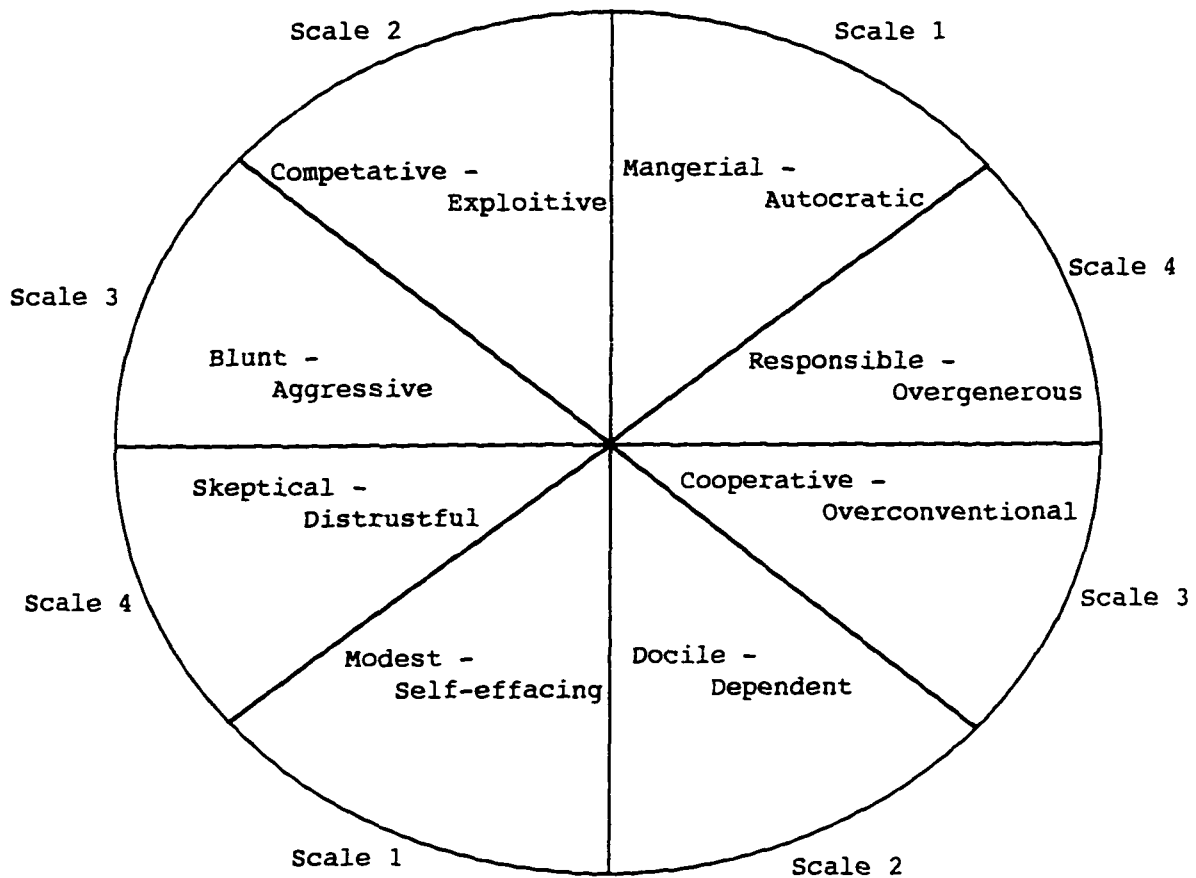 Scale 2
Scale 1
Competative -
Exploitive
Mangerial -
Autocratic
Scale 3
Scale 4
Blunt -
Aggressive
Responsible -
Overgenerous
Skeptical -
Distrustful
Cooperative -
Overconventional
Scale 4
Scale 3
Modest -
Self-effacing
Docile -
Dependent
Scale 1
Scale 2